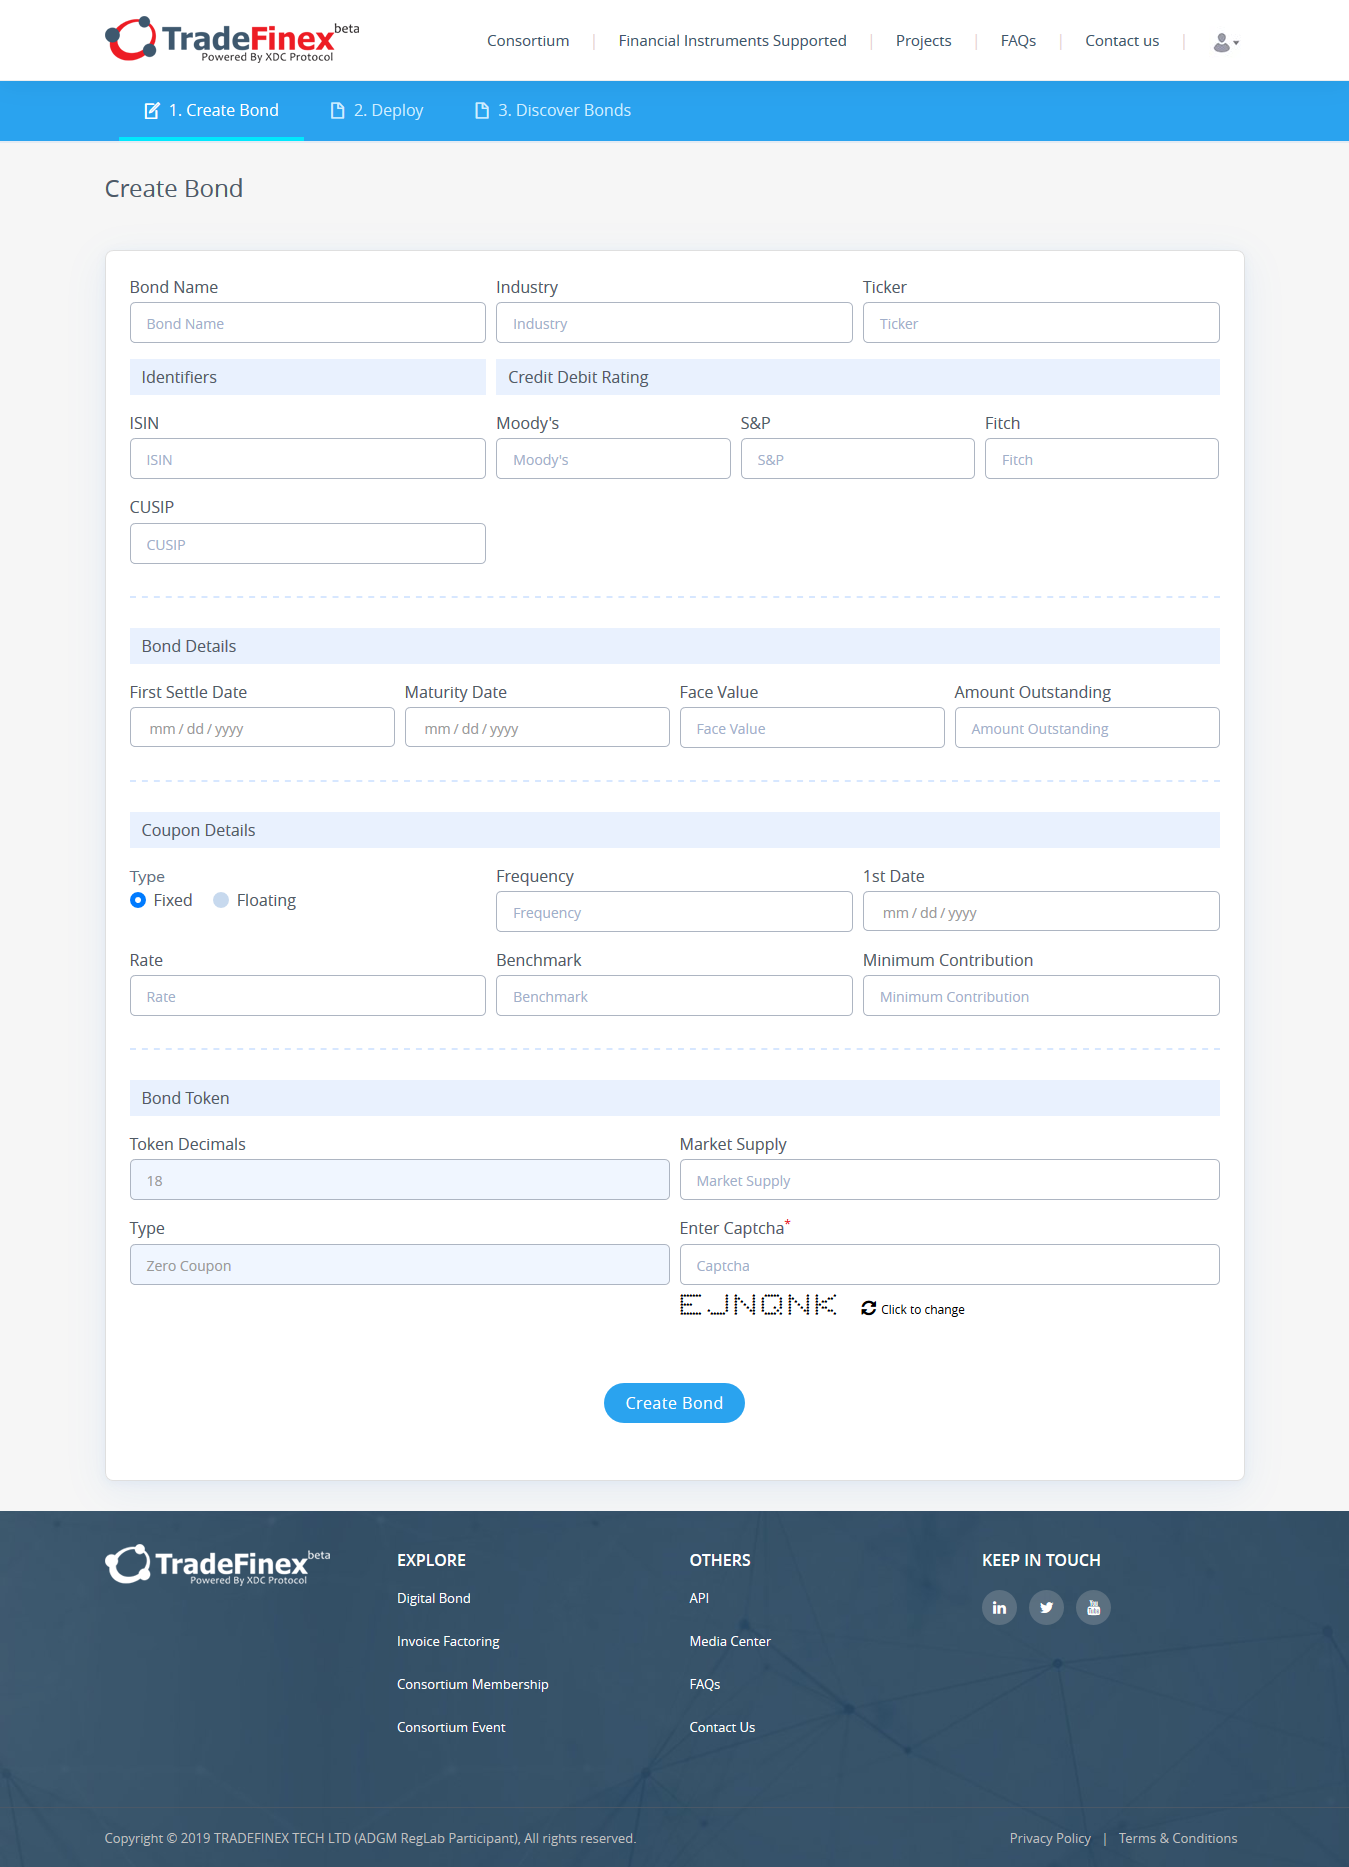 TradeFinex beta
Powered By XDC Protocol
Consortium | Financial Instruments Supported | Projects | FAQs | Contact us |
1. Create Bond 2. Deploy 3. Discover Bonds
Create Bond
Bond Name Industry Ticker
Bond Name Industry Ticker
Identifiers Credit Debit Rating
ISIN Moody's S&P Fitch
ISIN Moody's S&P Fitch
CUSIP
CUSIP
Bond Details
First Settle Date Maturity Date Face Value Amount Outstanding
mm / dd / yyyy mm / dd / yyyy Face Value Amount Outstanding
Coupon Details
Type Frequency 1st Date
Fixed Floating Frequency mm / dd / yyyy
Rate Benchmark Minimum Contribution
Rate Benchmark Minimum Contribution
Bond Token
Token Decimals Market Supply
18 Market Supply
Type Enter Captcha*
Zero Coupon Captcha
EJNQNK Click to change
Create Bond
TradeFinex beta
Powered By XDC Protocol
EXPLORE OTHERS KEEP IN TOUCH
Digital Bond API
in You Tube
Invoice Factoring Media Center
Consortium Membership FAQs
Consortium Event Contact Us
Copyright © 2019 TRADEFINEX TECH LTD (ADGM RegLab Participant), All rights reserved. Privacy Policy | Terms & Conditions